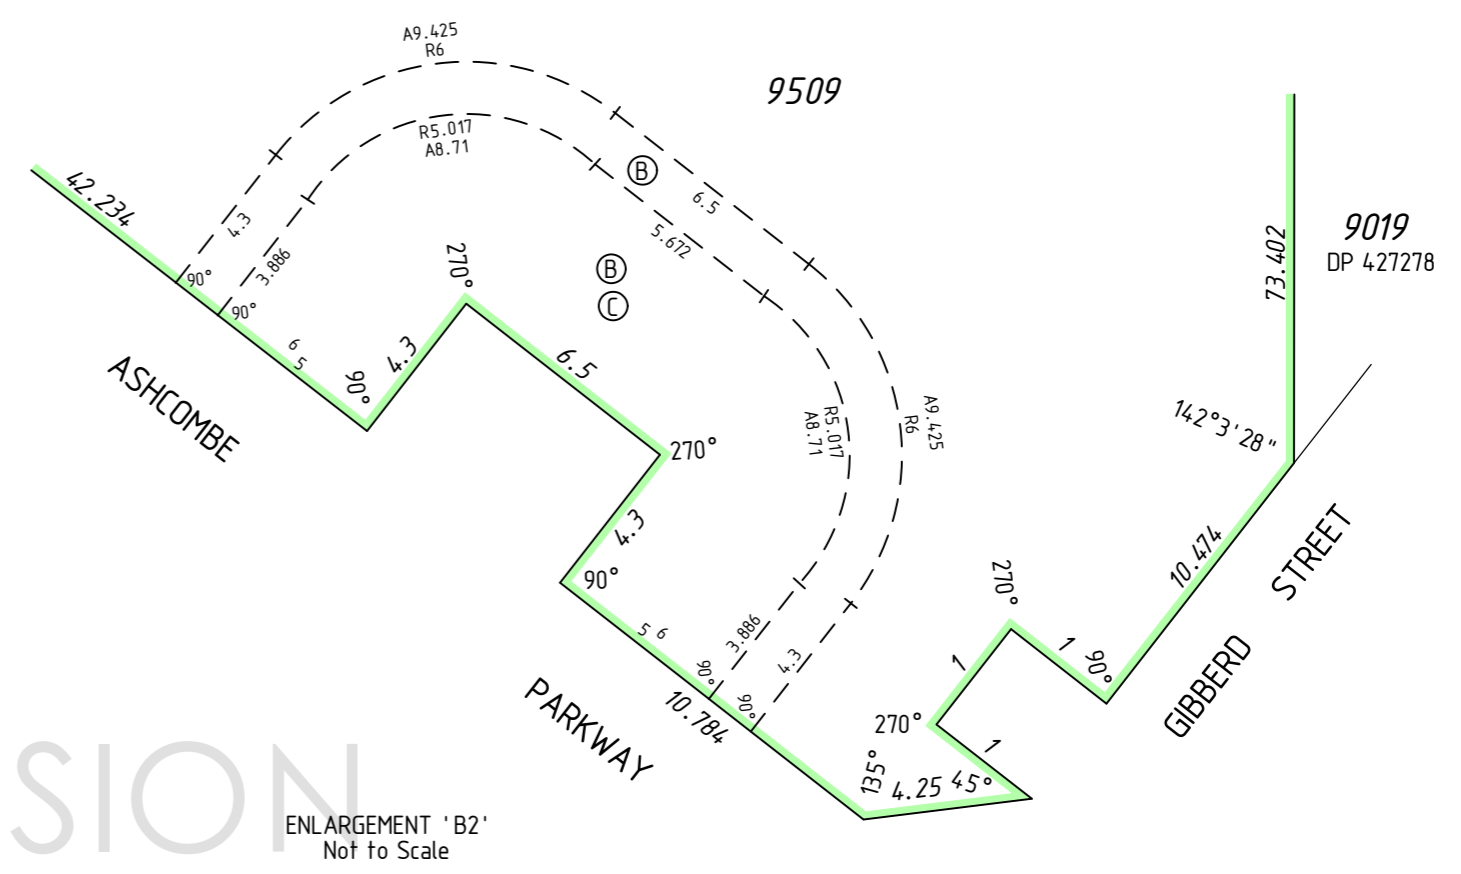 A9.425
R6
9509
R5.017
A8.71
42.234
B
6.5
4.3
5.672
9019
DP 427278
73.402
3.886
270°
B
C
90°
90°
6
5
4.3
6.5
90°
ASHCOMBE
270°
R5.017
A8.71
A9.425
R6
142°3'28"
4.3
90°
10.474
STREET
270°
5 6
3.886
4.3
1
1
90°
GIBBERD
90°
90°
10.784
PARKWAY
270°
1
135°
4.25
45°
SION
ENLARGEMENT 'B2'
Not to Scale